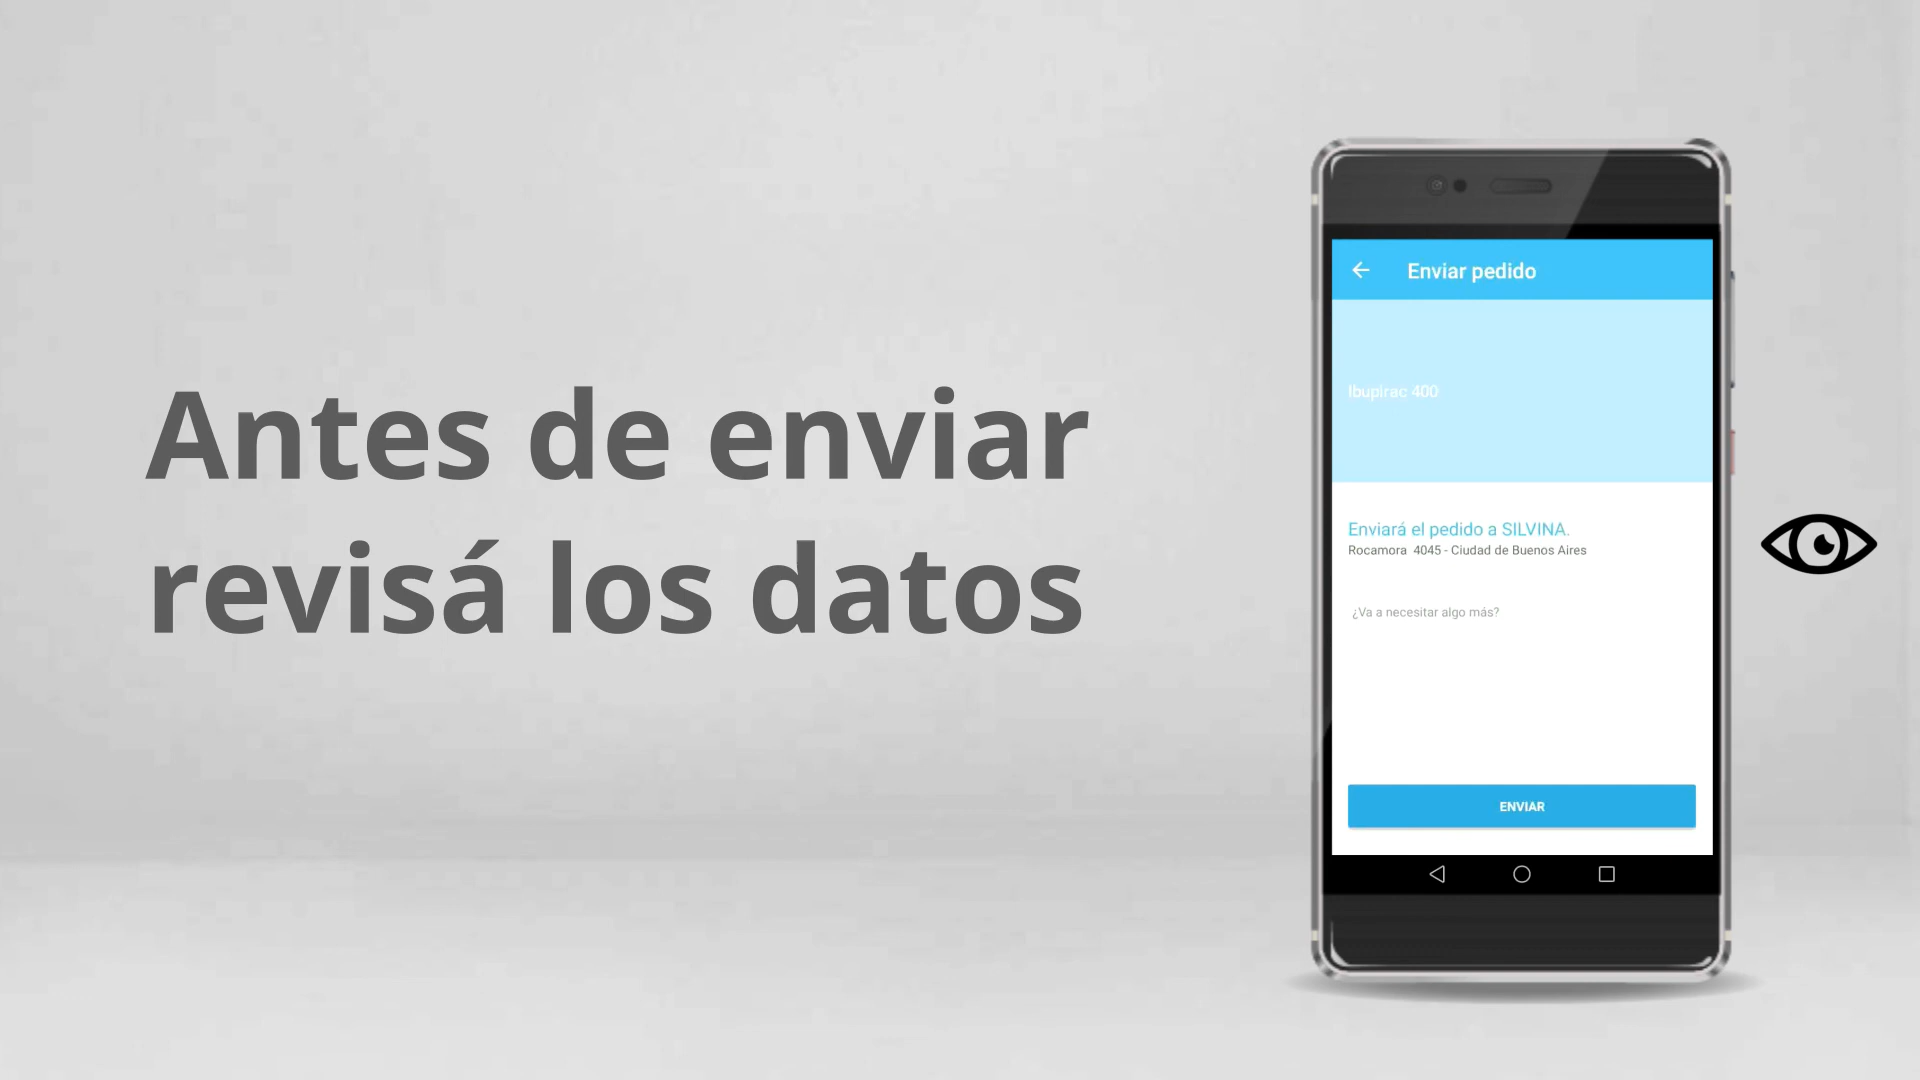 Antes de enviar
revisá los datos
Enviar pedido
Ibupirac 400
Enviará el pedido a SILVINA.
Rocamora 4045 - Ciudad de Buenos Aires
¿Va a necesitar algo más?
ENVIAR